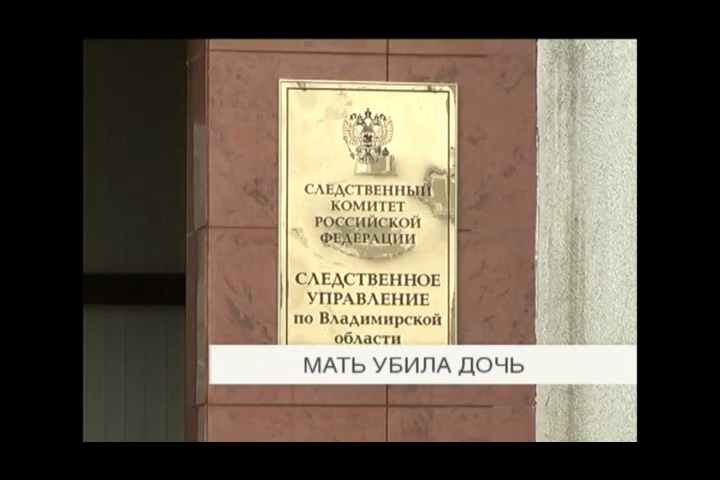 СЛЕДСТВЕННЫЙ
КОМИТЕТ
РОССИЙСКОЙ
ФЕДЕРАЦИИ
СЛЕДСТВЕННОЕ
УПРАВЛЕНИЕ
по Владимирской
области
МАТЬ УБИЛА ДОЧЬ